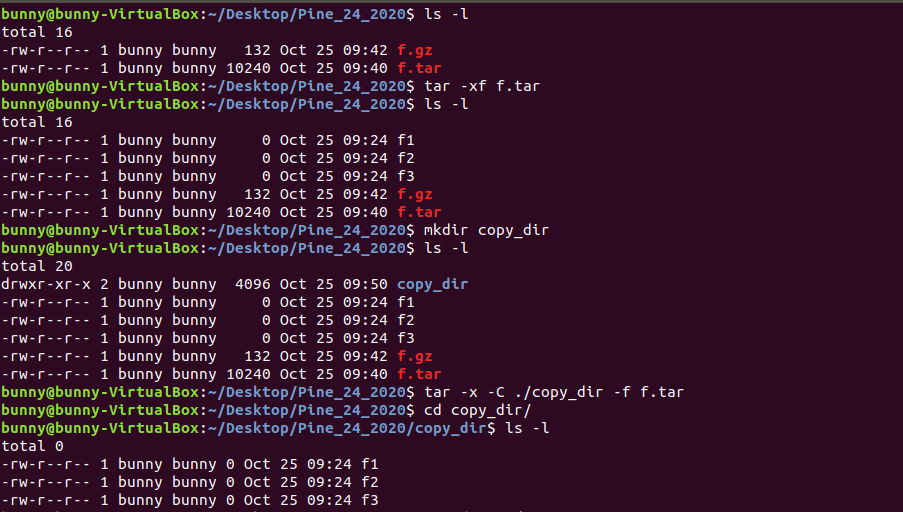 bunny@bunny-VirtualBox:~/Desktop/Pine_24_2020$ ls -l
total 16
-rw-r--r-- 1 bunny bunny   132 Oct 25 09:42 f.gz
-rw-r--r-- 1 bunny bunny 10240 Oct 25 09:40 f.tar
bunny@bunny-VirtualBox:~/Desktop/Pine_24_2020$ tar -xf f.tar
bunny@bunny-VirtualBox:~/Desktop/Pine_24_2020$ ls -l
total 16
-rw-r--r-- 1 bunny bunny     0 Oct 25 09:24 f1
-rw-r--r-- 1 bunny bunny     0 Oct 25 09:24 f2
-rw-r--r-- 1 bunny bunny     0 Oct 25 09:24 f3
-rw-r--r-- 1 bunny bunny   132 Oct 25 09:42 f.gz
-rw-r--r-- 1 bunny bunny 10240 Oct 25 09:40 f.tar
bunny@bunny-VirtualBox:~/Desktop/Pine_24_2020$ mkdir copy_dir
bunny@bunny-VirtualBox:~/Desktop/Pine_24_2020$ ls -l
total 20
drwxr-xr-x 2 bunny bunny  4096 Oct 25 09:50 copy_dir
-rw-r--r-- 1 bunny bunny     0 Oct 25 09:24 f1
-rw-r--r-- 1 bunny bunny     0 Oct 25 09:24 f2
-rw-r--r-- 1 bunny bunny     0 Oct 25 09:24 f3
-rw-r--r-- 1 bunny bunny   132 Oct 25 09:42 f.gz
-rw-r--r-- 1 bunny bunny 10240 Oct 25 09:40 f.tar
bunny@bunny-VirtualBox:~/Desktop/Pine_24_2020$ tar -x -C ./copy_dir -f f.tar
bunny@bunny-VirtualBox:~/Desktop/Pine_24_2020$ cd copy_dir/
bunny@bunny-VirtualBox:~/Desktop/Pine_24_2020/copy_dir$ ls -l
total 0
-rw-r--r-- 1 bunny bunny 0 Oct 25 09:24 f1
-rw-r--r-- 1 bunny bunny 0 Oct 25 09:24 f2
-rw-r--r-- 1 bunny bunny 0 Oct 25 09:24 f3